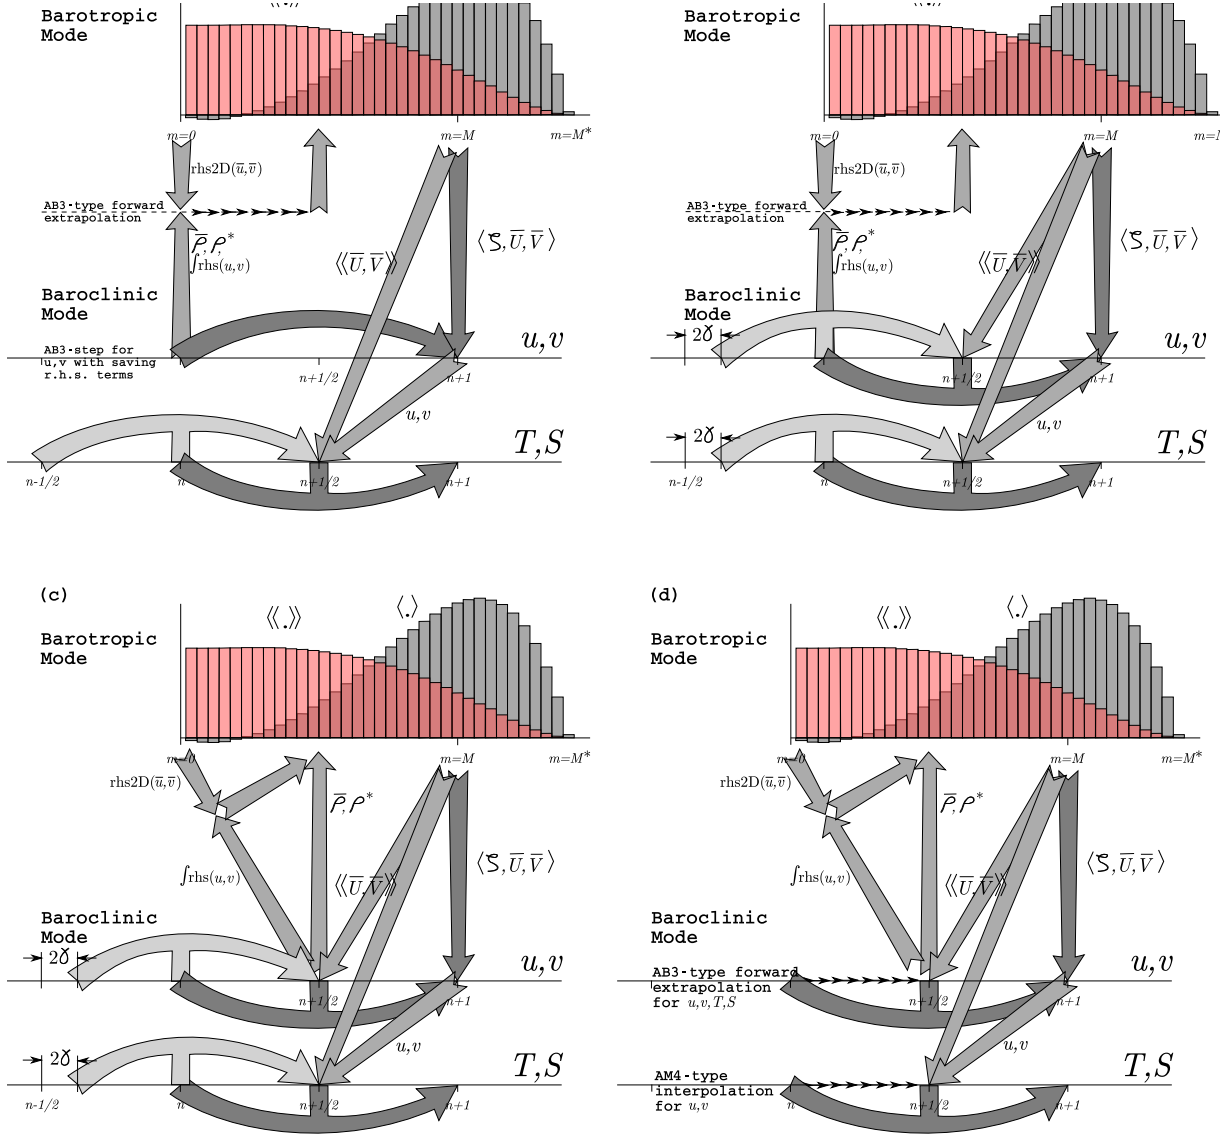 Barotropic
Mode
m=0
m=M
m=M*
rhs2D(u̅,v̅)
AB3-type forward
extrapolation
ρ̅,ρ*
∫rhs(u,v)
⟨⟨U̅,V̅⟩⟩
⟨ζ,U̅,V̅⟩
Baroclinic
Mode
u,v
AB3-step for
u,v with saving
r.h.s. terms
n+1/2
n+1
u,v
T,S
n-1/2
n
n+1/2
n+1
Barotropic
Mode
m=0
m=M
rhs2D(u̅,v̅)
AB3-type forward
extrapolation
ρ̅,ρ*
∫rhs(u,v)
⟨⟨U̅,V̅⟩⟩
⟨ζ,U̅,V̅⟩
Baroclinic
Mode
2γ
u,v
n+1/2
n+1
u,v
2γ
T,S
n-1/2
n
n+1/2
n+1
(c)
⟨⟨.⟩⟩
⟨.⟩
Barotropic
Mode
m=0
m=M
m=M*
rhs2D(u̅,v̅)
ρ̅,ρ*
∫rhs(u,v)
⟨⟨U̅,V̅⟩⟩
⟨ζ,U̅,V̅⟩
Baroclinic
Mode
2γ
u,v
n+1/2
n+1
u,v
2γ
T,S
n-1/2
n
n+1/2
n+1
(d)
⟨⟨.⟩⟩
⟨.⟩
Barotropic
Mode
m=0
m=M
m=M*
rhs2D(u̅,v̅)
ρ̅,ρ*
∫rhs(u,v)
⟨⟨U̅,V̅⟩⟩
⟨ζ,U̅,V̅⟩
Baroclinic
Mode
u,v
AB3-type forward
extrapolation
for u,v,T,S
n+1/2
n+1
u,v
T,S
AM4-type
interpolation
for u,v
n
n+1/2
n+1